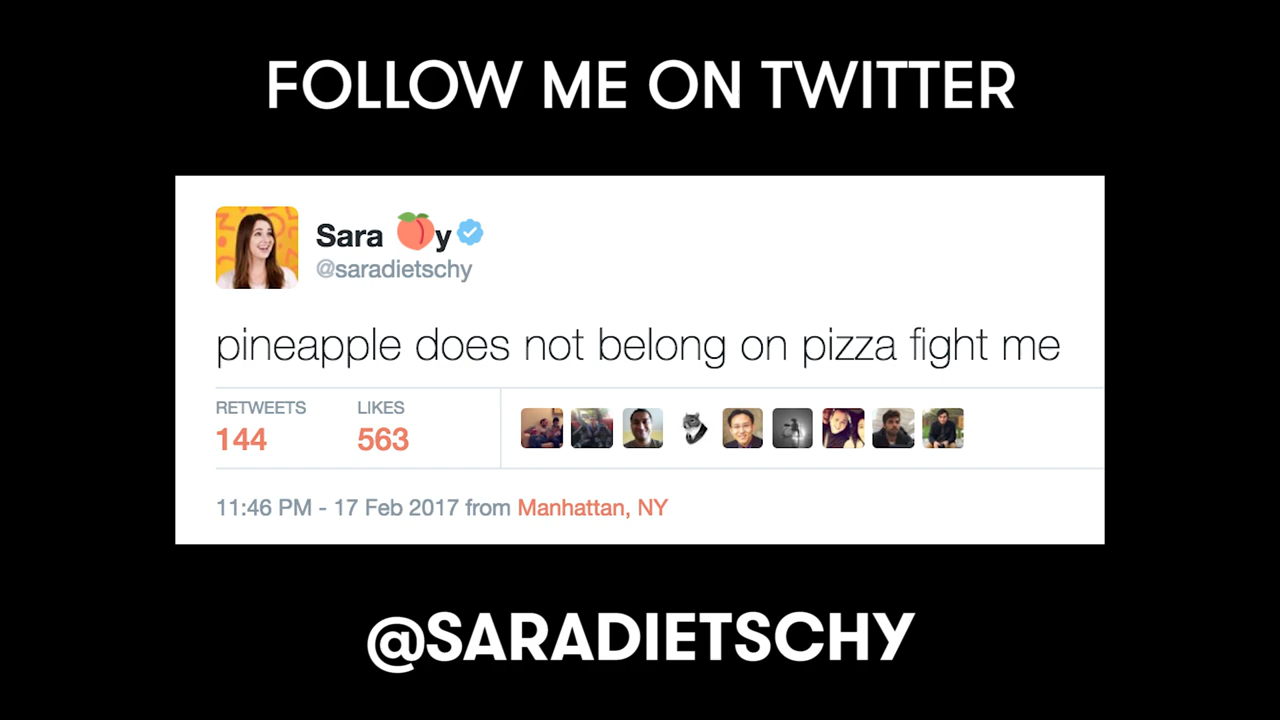 FOLLOW ME ON TWITTER
Sara 🍑y
@saradietschy
pineapple does not belong on pizza fight me
RETWEETS LIKES
144 563
11:46 PM - 17 Feb 2017 from Manhattan, NY
@SARADIETSCHY